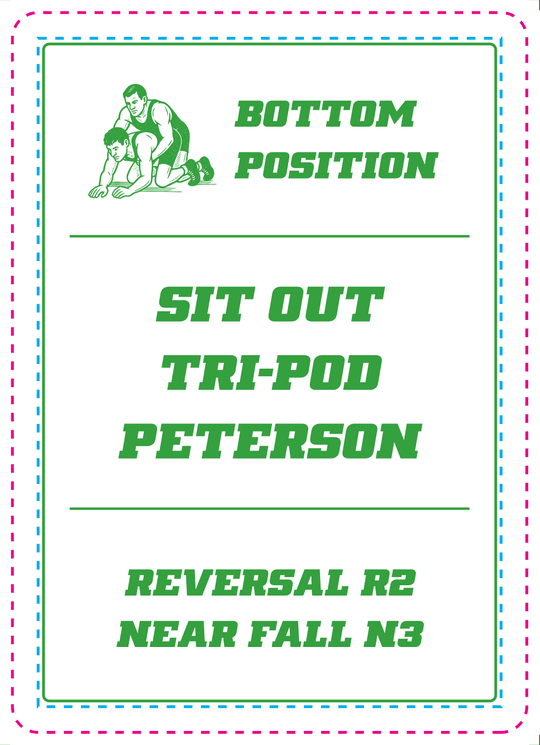 BOTTOM
POSITION
SIT OUT
TRI-POD
PETERSON
REVERSAL R2
NEAR FALL N3